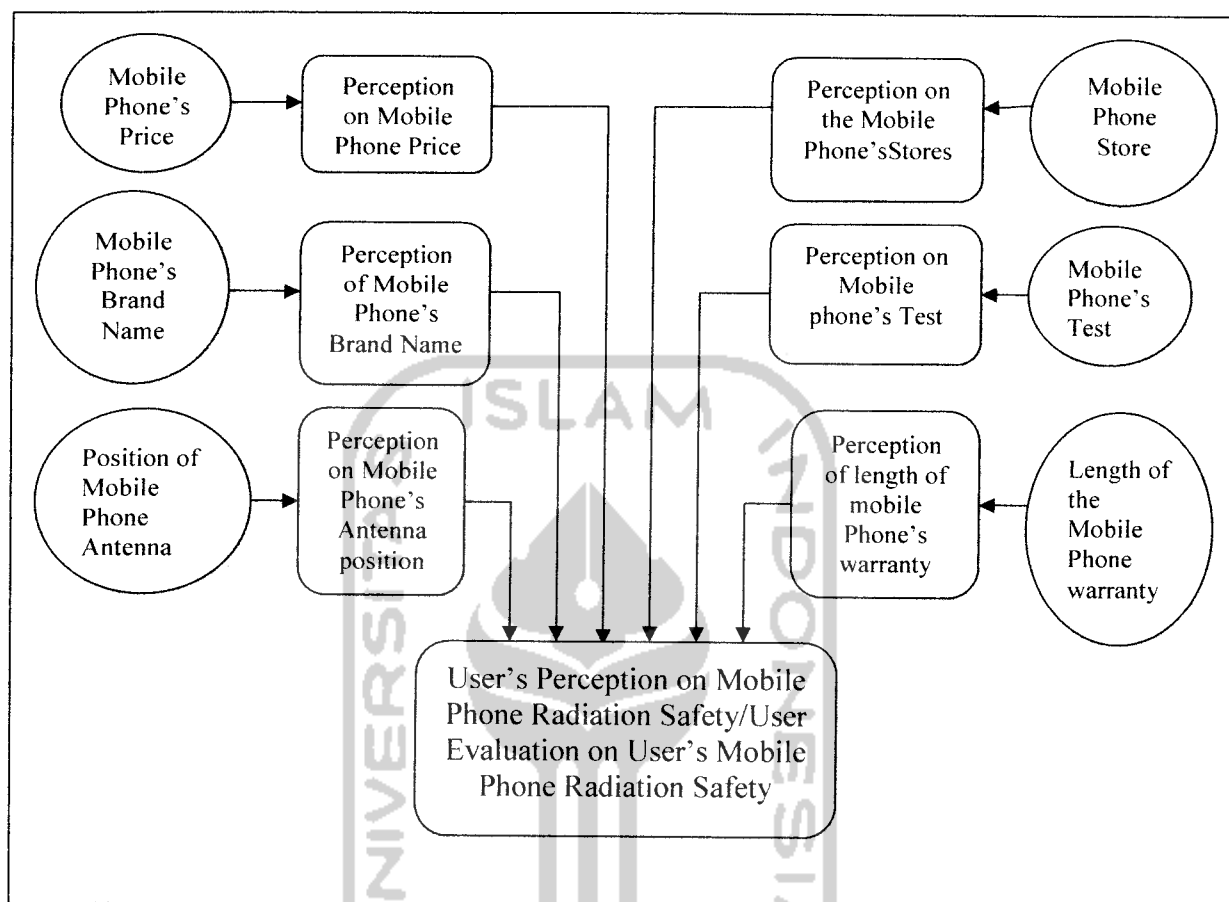 Mobile
Phone's
Price
Perception
on Mobile
Phone Price
Perception on
the Mobile
Phone'sStores
Mobile
Phone
Store
Mobile
Phone's
Brand
Name
Perception
of Mobile
Phone's
Brand Name
Perception on
Mobile
phone's Test
Mobile
Phone's
Test
Position of
Mobile
Phone
Antenna
Perception
on Mobile
Phone's
Antenna
position
Perception
of length of
mobile
Phone's
warranty
Length of
the
Mobile
Phone
warranty
User's Perception on Mobile
Phone Radiation Safety/User
Evaluation on User's Mobile
Phone Radiation Safety
UNIVERSITAS
ISLAM
INDONESI